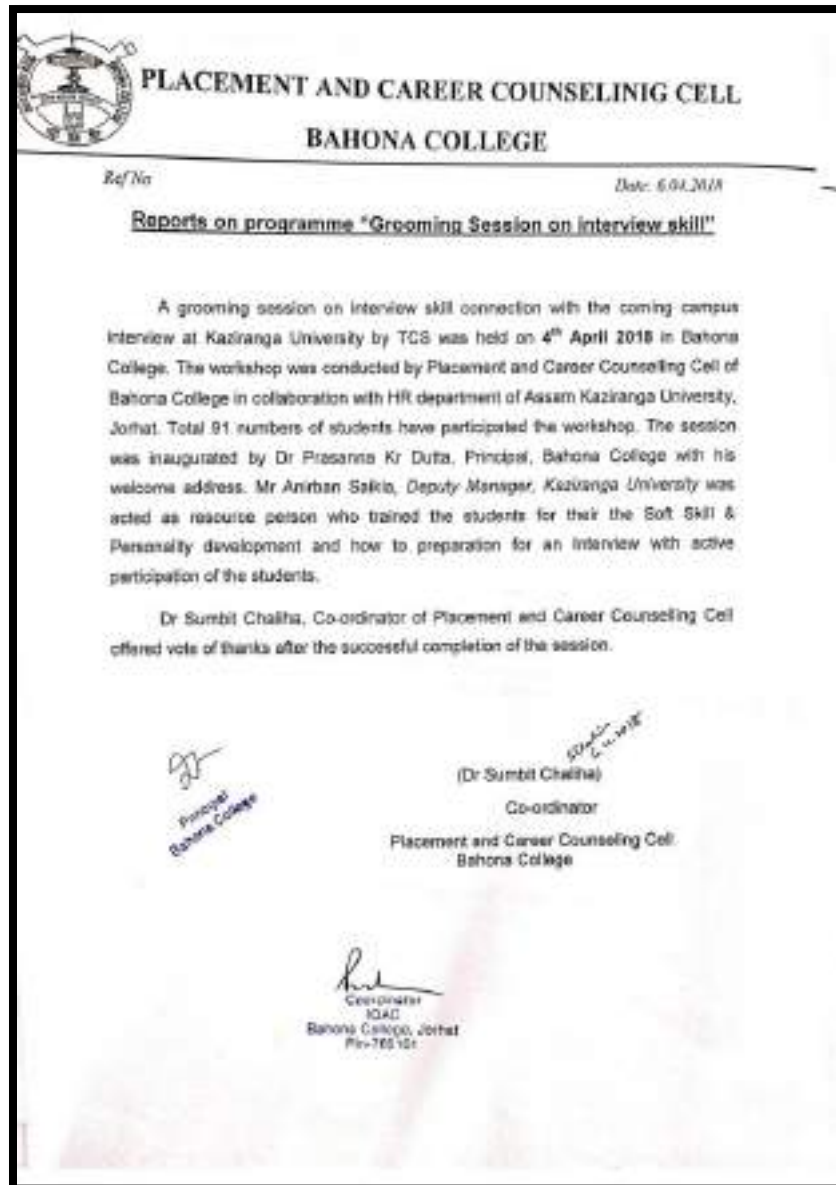 PLACEMENT AND CAREER COUNSELINIG CELL
BAHONA COLLEGE
Ref No
Date: 6.04.2018
Reports on programme "Grooming Session on interview skill"
A grooming session on interview skill connection with the coming campus
interview at Kaziranga University by TCS was held on 4th April 2018 in Bahona
College. The workshop was conducted by Placement and Career Counselling Cell of
Bahona College in collaboration with HR department of Assam Kaziranga University,
Jorhat. Total 91 numbers of students have participated the workshop. The session
was inaugurated by Dr Prasanna Kr Dutta, Principal, Bahona College with his
welcome address. Mr Anirban Saikia, Deputy Manager, Kaziranga University was
acted as resource person who trained the students for their the Soft Skill &
Personality development and how to preparation for an Interview with active
participation of the students.
Dr Sumbit Chaliha, Co-ordinator of Placement and Career Counselling Cell
offered vote of thanks after the successful completion of the session.
Principal
Bahona College
(Dr Sumbit Chaliha)
Co-ordinator
Placement and Career Counseling Cell
Bahona College
Coordinator
IQAC
Bahona College, Jorhat